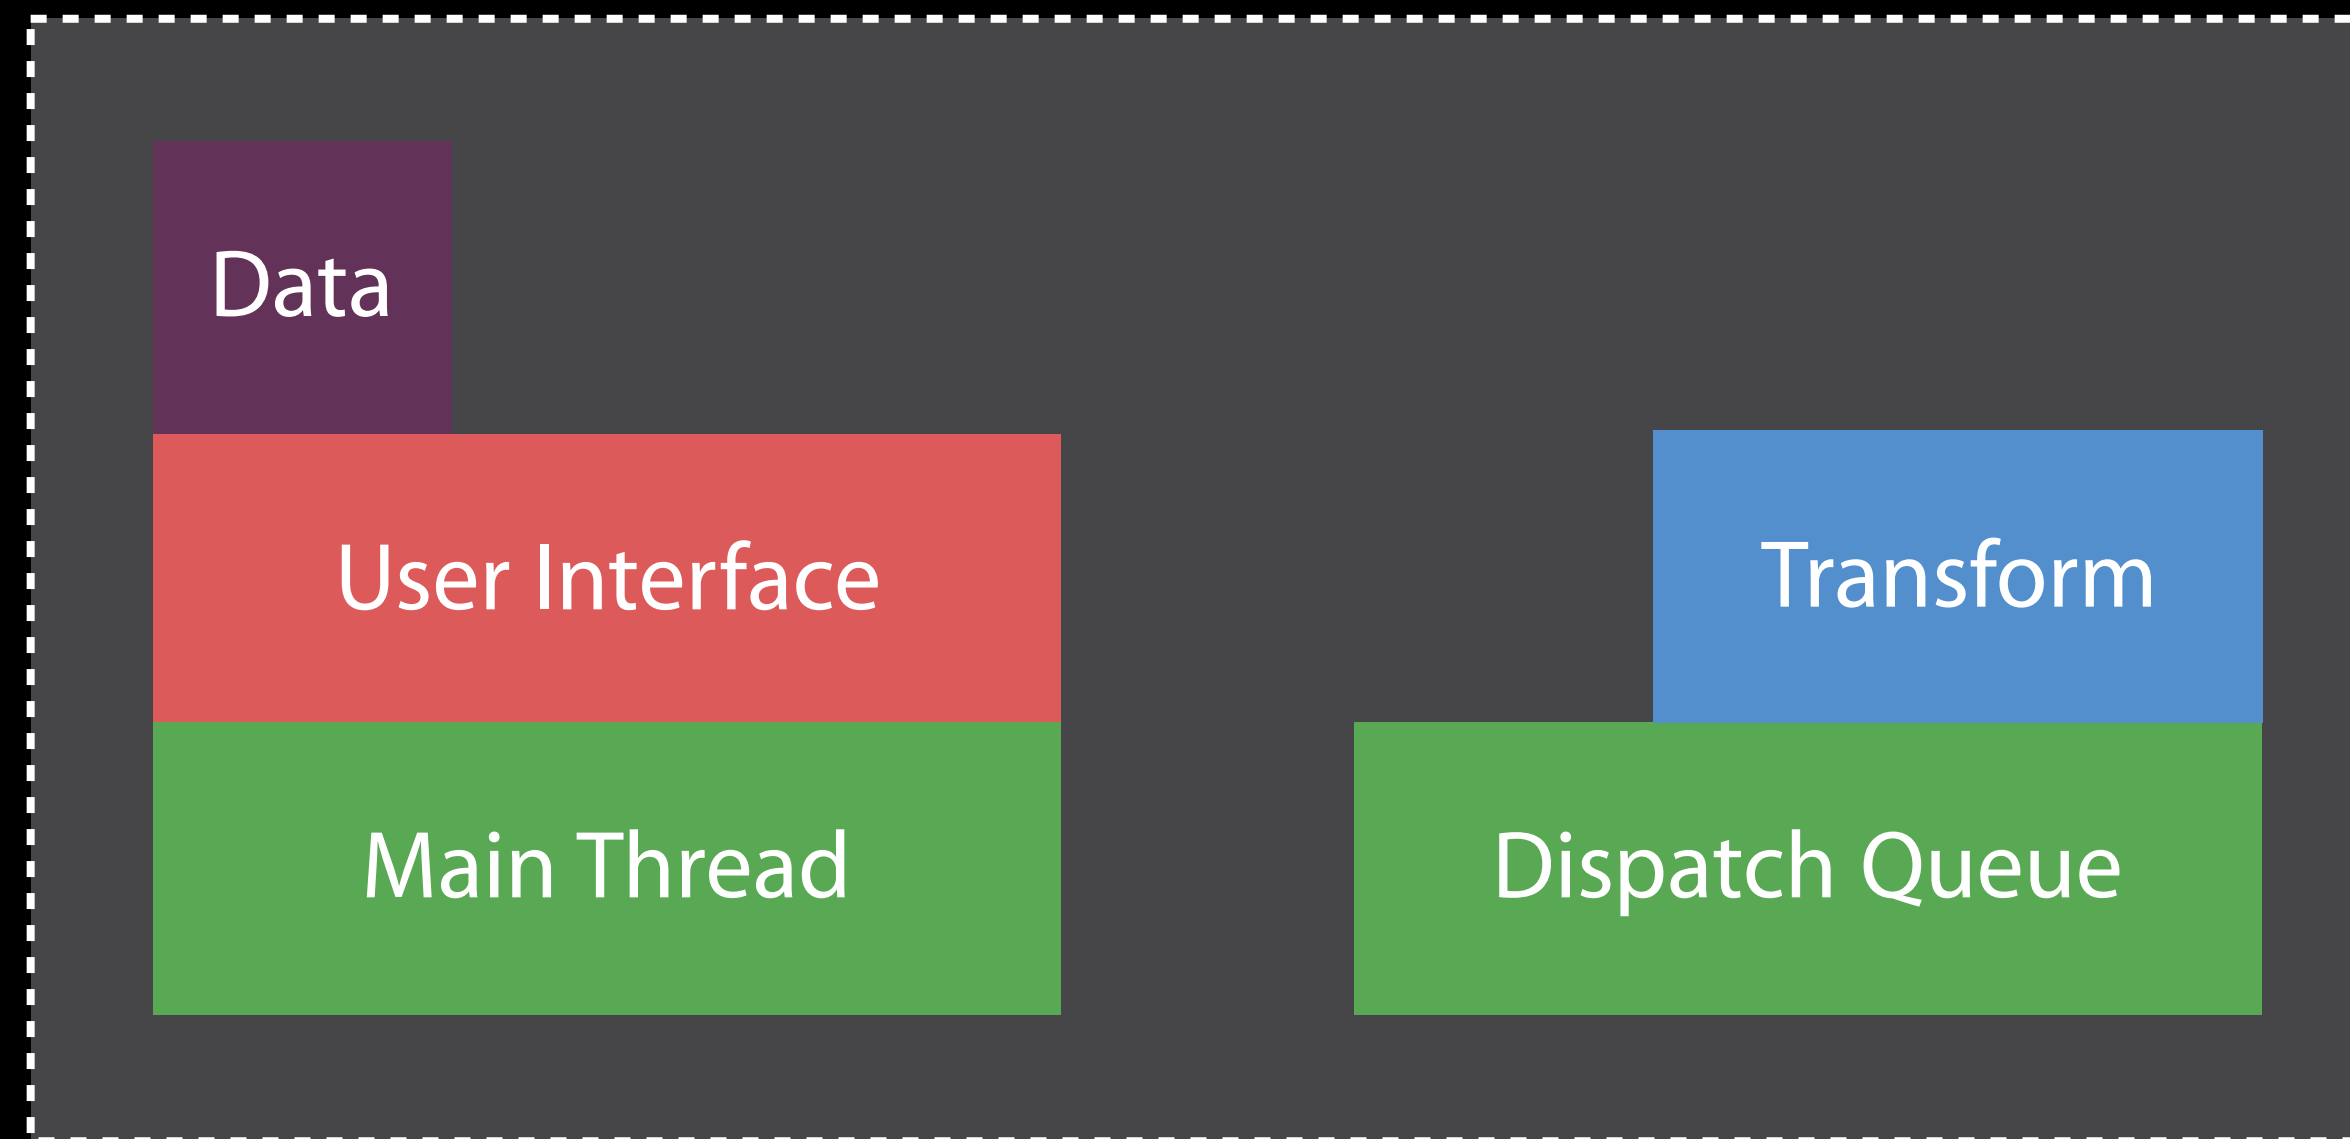 Data
User Interface
Transform
Main Thread
Dispatch Queue